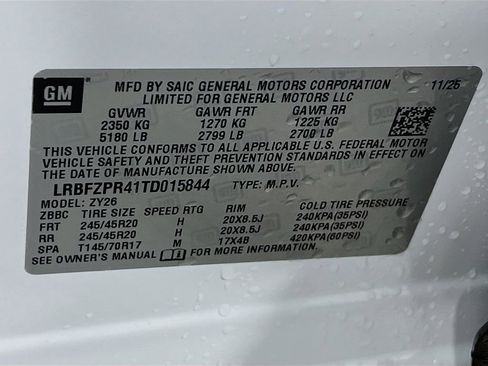 GM
MFD BY SAIC GENERAL MOTORS CORPORATION 11/25
LIMITED FOR GENERAL MOTORS LLC
GVWR GAWR FRT GAWR RR
2350 KG 1270 KG 1225 KG
5180 LB 2799 LB 2700 LB
THIS VEHICLE CONFORMS TO ALL APPLICABLE U.S. FEDERAL MOTOR
VEHICLE SAFETY AND THEFT PREVENTION STANDARDS IN EFFECT ON
THE DATE OF MANUFACTURE SHOWN ABOVE.
LRBFZPR41TD015844 TYPE: M.P.V.
MODEL: ZY26
ZBBC TIRE SIZE SPEED RTG RIM COLD TIRE PRESSURE
FRT 245/45R20 H 20X8.5J 240KPA(35PSI)
RR 245/45R20 H 20X8.5J 240KPA(35PSI)
SPA T145/70R17 M 17X4B 420KPA(60PSI)
SEE OWNER'S MANUAL FOR MORE INFORMATION